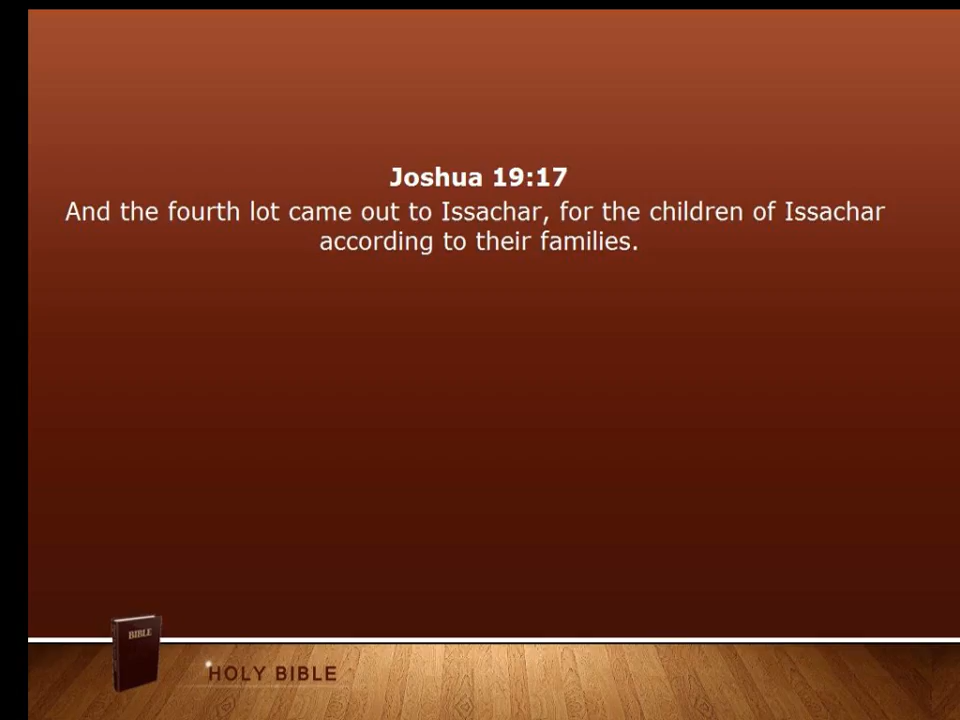 Joshua 19:17
And the fourth lot came out to Issachar, for the children of Issachar
according to their families.
BIBLE
HOLY BIBLE